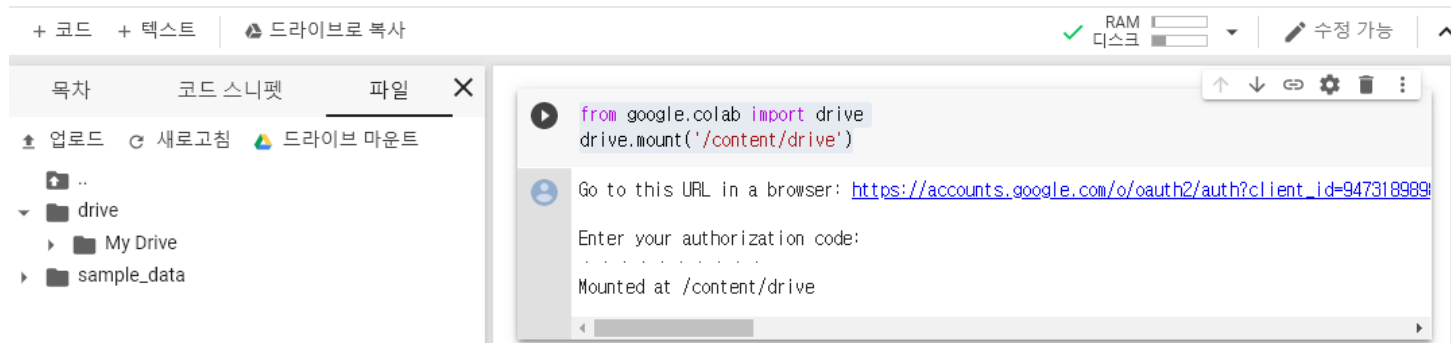 + 코드 + 텍스트 드라이브로 복사 RAM 디스크 수정 가능
목차 코드 스니펫 파일
업로드 새로고침 드라이브 마운트
..
drive
My Drive
sample_data
from google.colab import drive
drive.mount('/content/drive')
Go to this URL in a browser: https://accounts.google.com/o/oauth2/auth?client_id=947318989
Enter your authorization code:
··········
Mounted at /content/drive